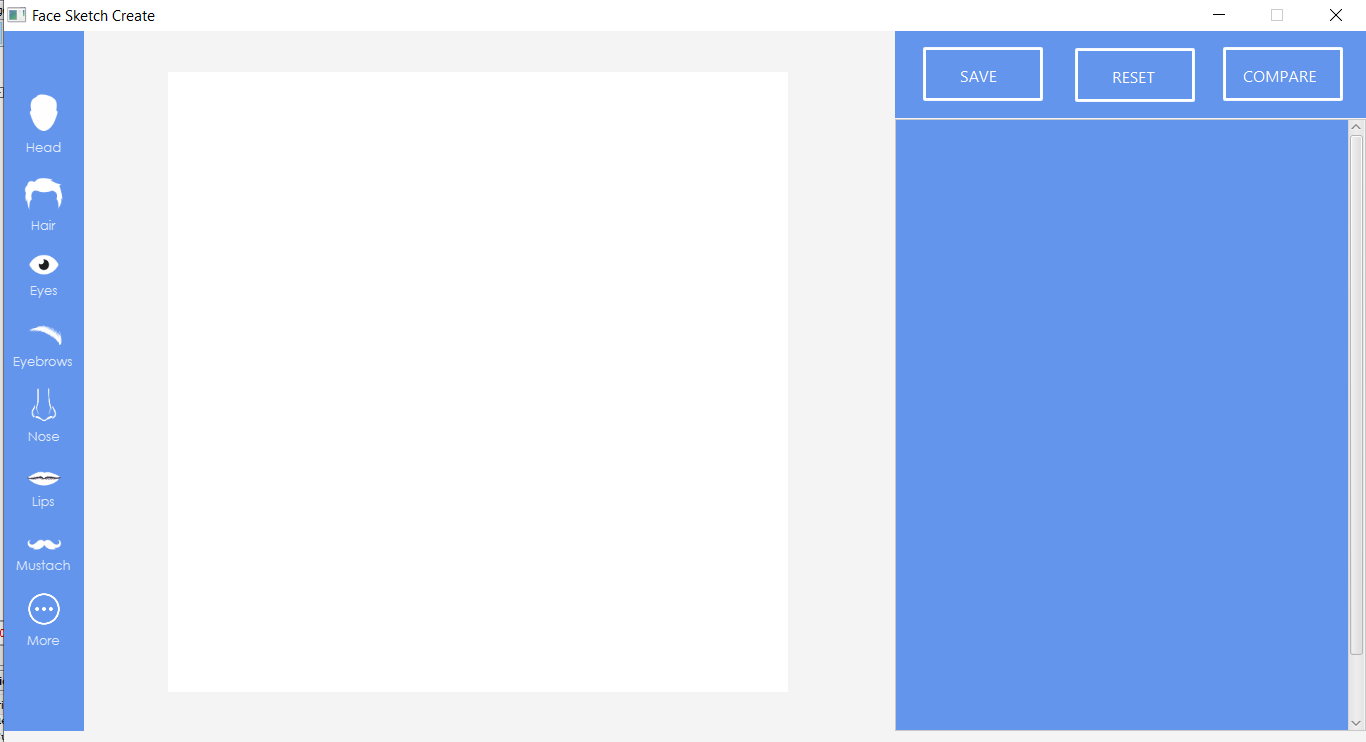 Face Sketch Create
SAVE
RESET
COMPARE
Head
Hair
Eyes
Eyebrows
Nose
Lips
Mustach
More